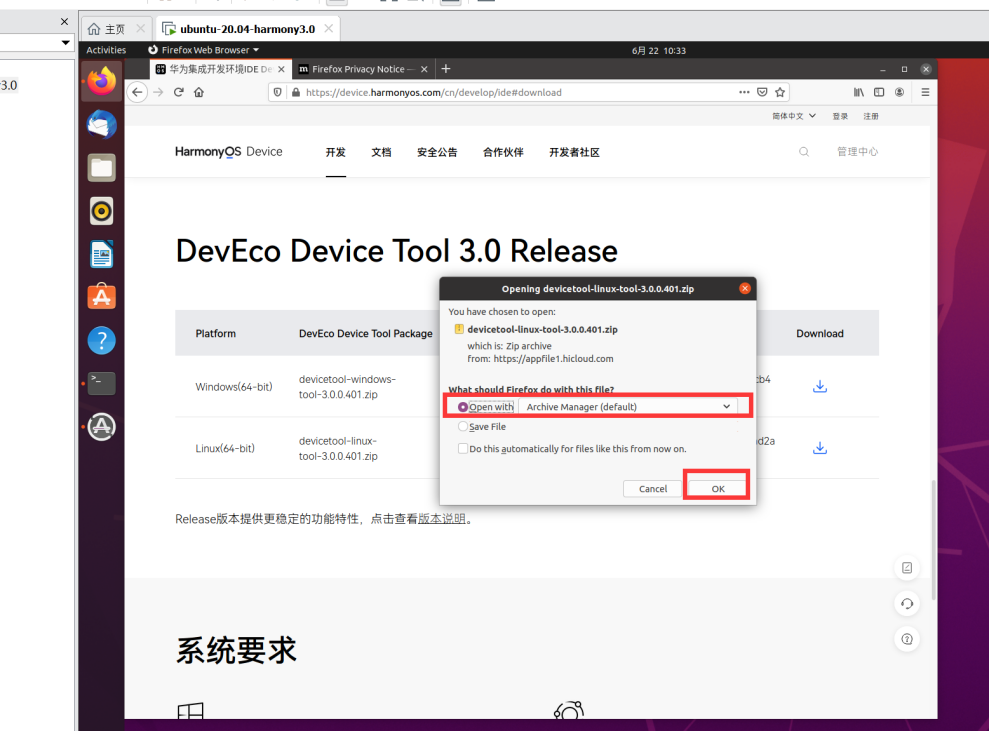 主页
ubuntu-20.04-harmony3.0
3.0
Activities
Firefox Web Browser
6月 22 10:33
华为集成开发环境IDE De
Firefox Privacy Notice —
https://device.harmonyos.com/cn/develop/ide#download
简体中文
登录
注册
HarmonyOS Device
开发
文档
安全公告
合作伙伴
开发者社区
管理中心
DevEco Device Tool 3.0 Release
Platform
DevEco Device Tool Package
Download
Windows(64-bit)
devicetool-windows-
tool-3.0.0.401.zip
cb4
Linux(64-bit)
devicetool-linux-
tool-3.0.0.401.zip
d2a
Opening devicetool-linux-tool-3.0.0.401.zip
You have chosen to open:
devicetool-linux-tool-3.0.0.401.zip
which is: Zip archive
from: https://appfile1.hicloud.com
What should Firefox do with this file?
Open with
Archive Manager (default)
Save File
Do this automatically for files like this from now on.
Cancel
OK
Release版本提供更稳定的功能特性，点击查看版本说明。
系统要求